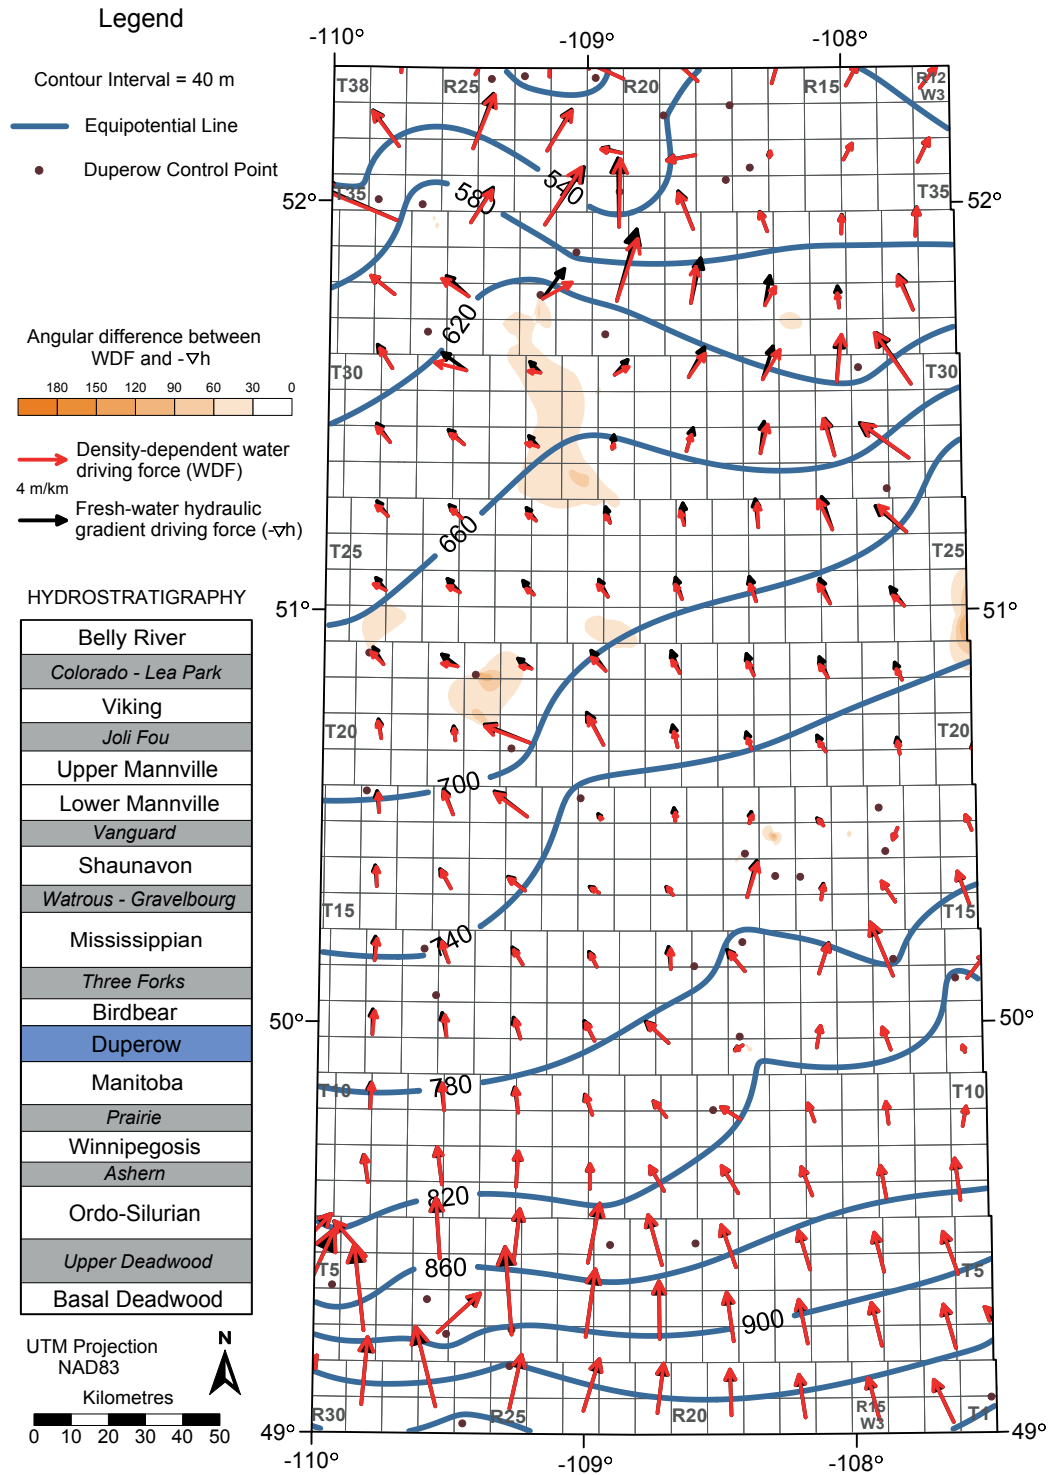 Legend
Contour Interval = 40 m
Equipotential Line
Duperow Control Point
Angular difference between
WDF and -∇h
180 150 120 90 60 30 0
Density-dependent water
driving force (WDF)
4 m/km
Fresh-water hydraulic
gradient driving force (-∇h)
HYDROSTRATIGRAPHY
Belly River
Colorado - Lea Park
Viking
Joli Fou
Upper Mannville
Lower Mannville
Vanguard
Shaunavon
Watrous - Gravelbourg
Mississippian
Three Forks
Birdbear
Duperow
Manitoba
Prairie
Winnipegosis
Ashern
Ordo-Silurian
Upper Deadwood
Basal Deadwood
UTM Projection
NAD83
N
Kilometres
0 10 20 30 40 50
-110° -109° -108°
T38 R25 R20 R15 R12
W3
540
580
T35 T35
52° 52°
620
T30 T30
660
T25 T25
51° 51°
T20 T20
700
T15 T15
740
50° 50°
780
T10 T10
820
860
T5 T5
900
R30 R25 R20 R15
W3
T1
49° 49°
-110° -109° -108°